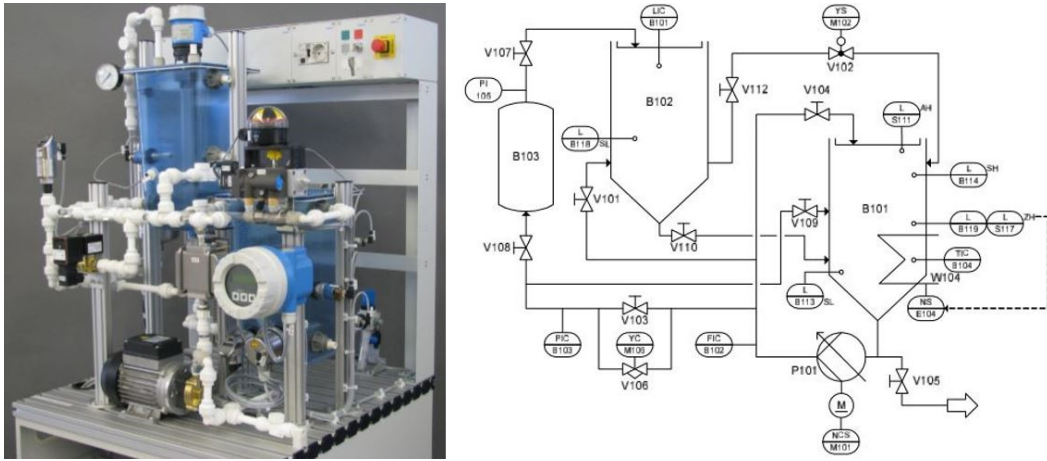 LIC
B101
YS
M102
V107
V102
PI
105
B102
V112
V104
L
S111
AH
B103
L
B118
SL
L
B114
SH
V101
B101
V109
L
B119
L
S117
ZH
V108
V110
TIC
B104
W104
L
B113
SL
NS
E104
V103
PIC
B103
YC
M106
FIC
B102
V106
P101
V105
M
NCS
M101